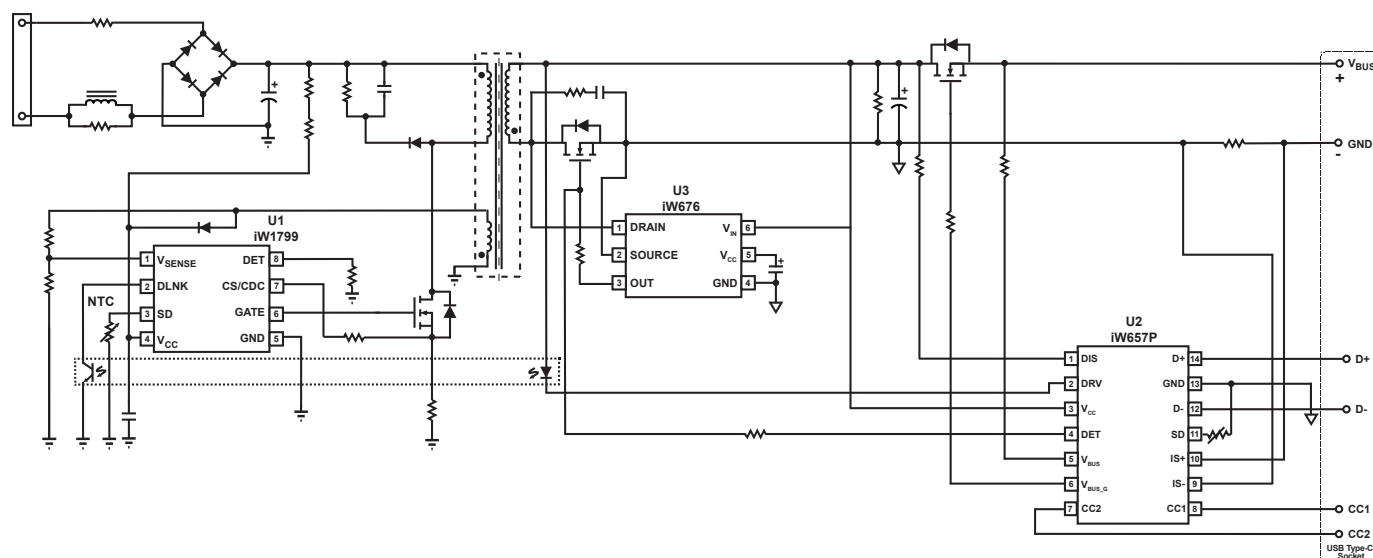 +
+
V_BUS
+
GND
-
U3
iW676
1 DRAIN V_IN 6
2 SOURCE V_CC 5
3 OUT GND 4
+
U1
iW1799
1 V_SENSE DET 8
2 DLNK CS/CDC 7
3 SD GATE 6
4 V_CC GND 5
NTC
U2
iW657P
1 DIS D+ 14
2 DRV GND 13
3 V_CC D- 12
4 DET SD 11
5 V_BUS IS+ 10
6 V_BUS_G IS- 9
7 CC2 CC1 8
D+
D-
CC1
CC2
USB Type-C
Socket